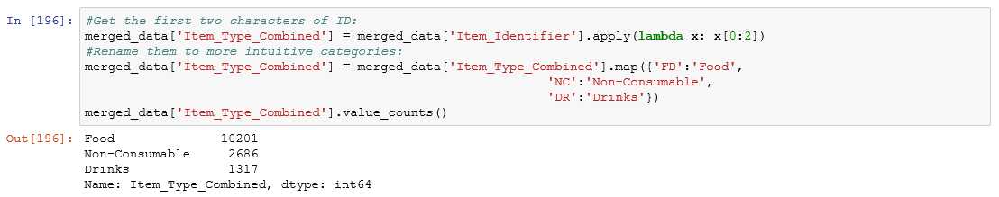 In [196]: #Get the first two characters of ID:
merged_data['Item_Type_Combined'] = merged_data['Item_Identifier'].apply(lambda x: x[0:2])
#Rename them to more intuitive categories:
merged_data['Item_Type_Combined'] = merged_data['Item_Type_Combined'].map({'FD':'Food',
'NC':'Non-Consumable',
'DR':'Drinks'})
merged_data['Item_Type_Combined'].value_counts()
Out[196]: Food 10201
Non-Consumable 2686
Drinks 1317
Name: Item_Type_Combined, dtype: int64